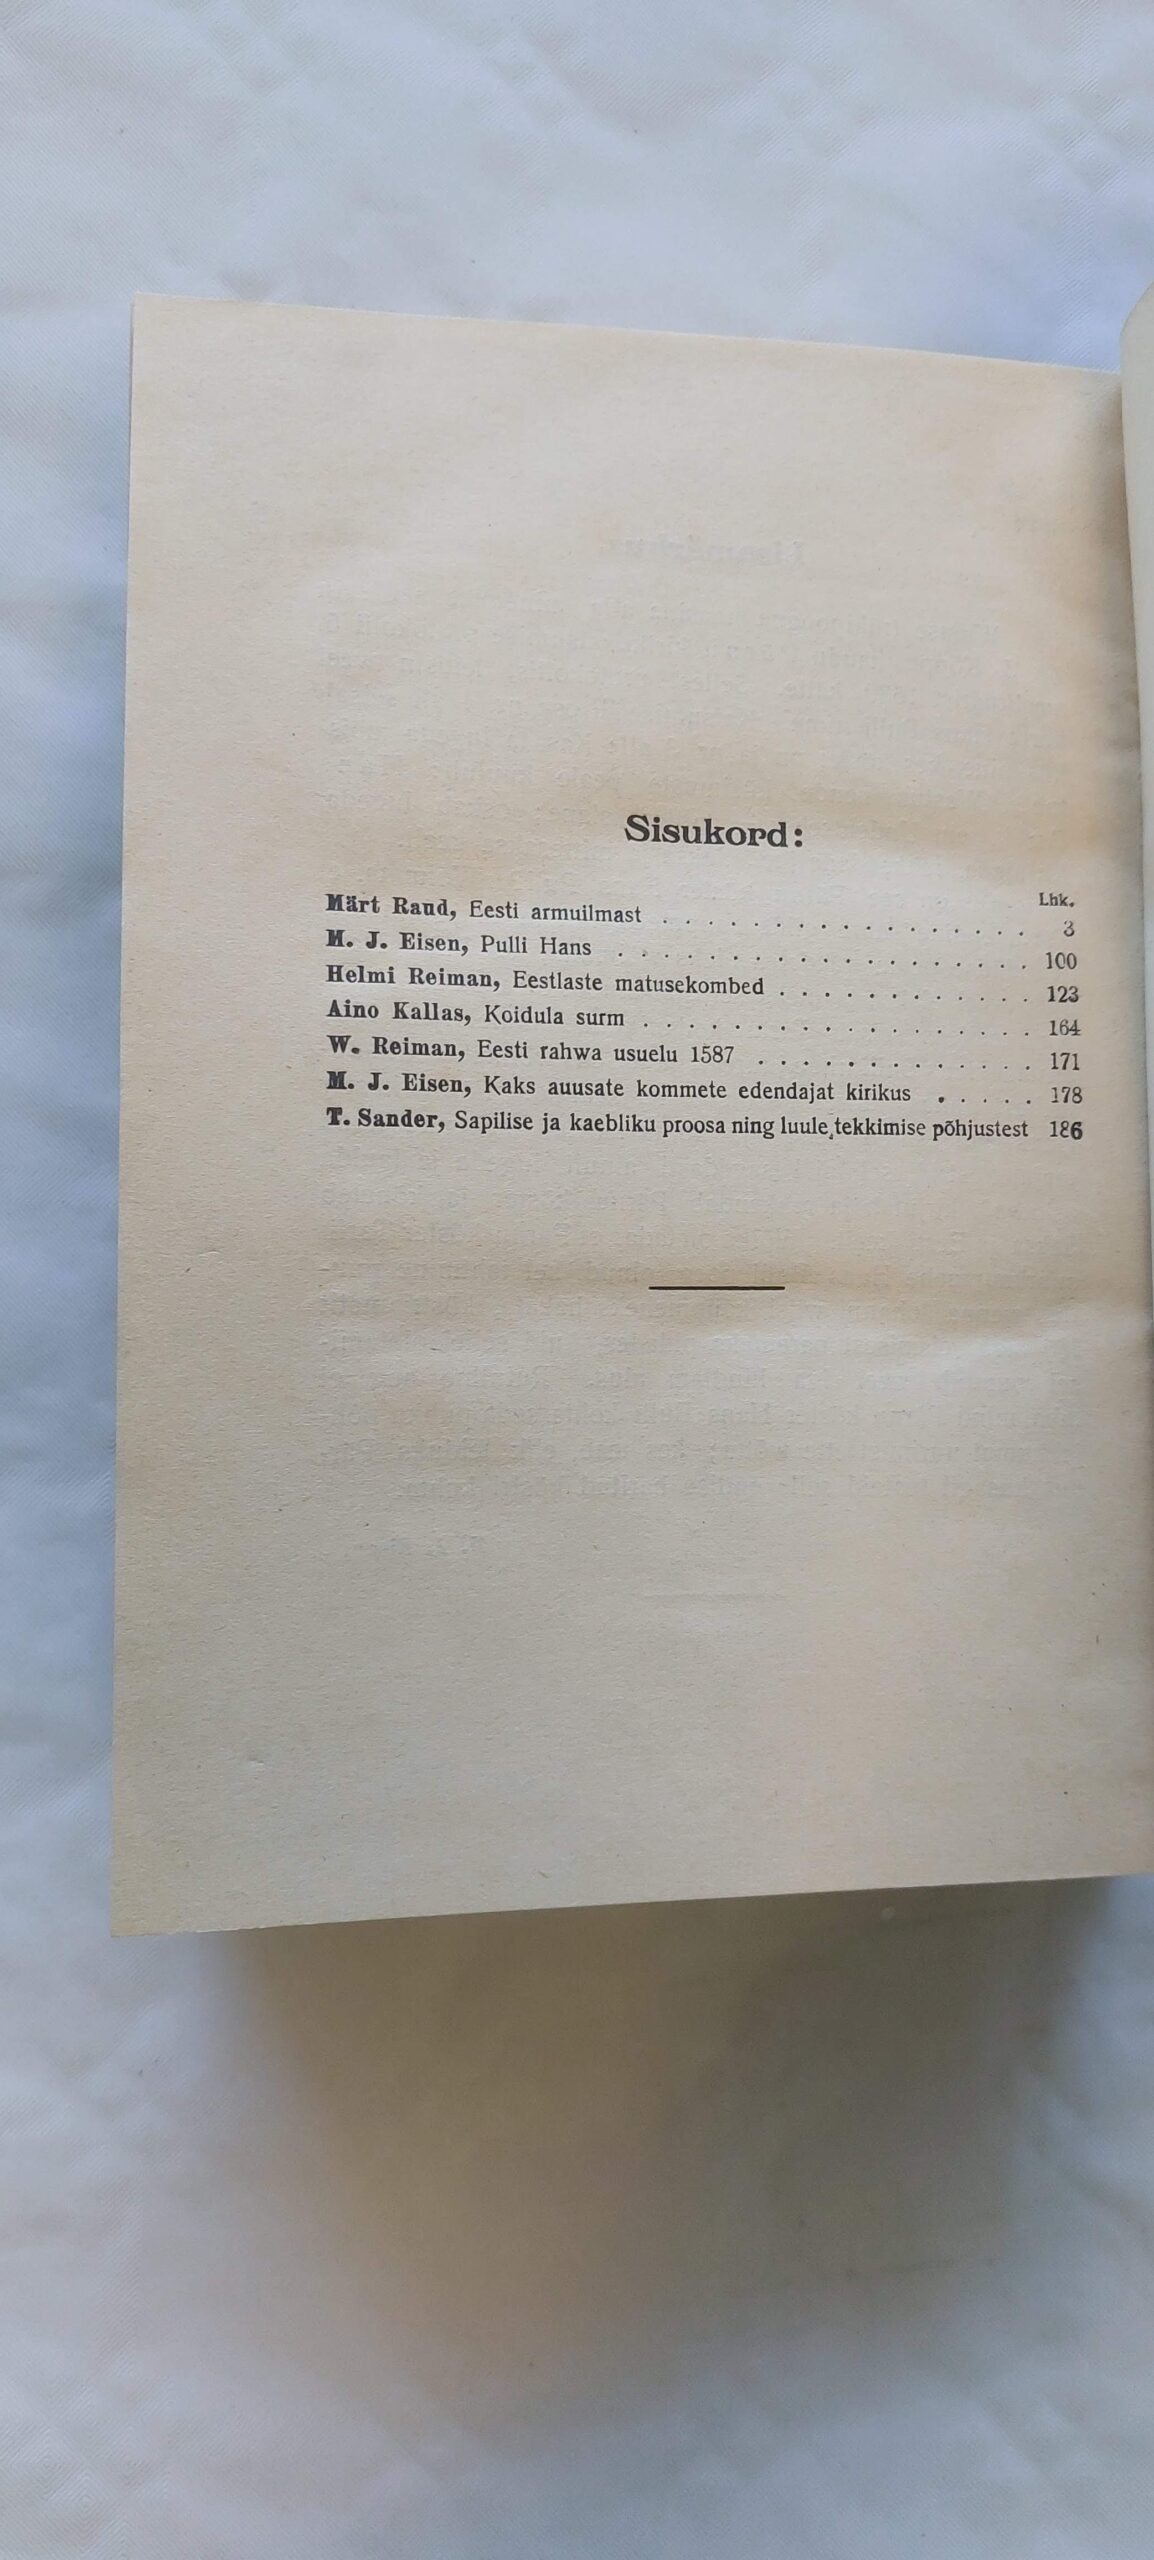 Sisukord:
Lhk.
Märt Raud, Eesti armuilmast . . . . . . . . . . . . . . . . 3
M. J. Eisen, Pulli Hans . . . . . . . . . . . . . . . . . . 100
Helmi Reiman, Eestlaste matusekombed . . . . . . . . . . . 123
Aino Kallas, Koidula surm . . . . . . . . . . . . . . . . . 164
W. Reiman, Eesti rahwa usuelu 1587 . . . . . . . . . . . . 171
M. J. Eisen, Kaks auusate kommete edendajat kirikus . . . . . 178
T. Sander, Sapilise ja kaebliku proosa ning luule tekkimise põhjustest 186